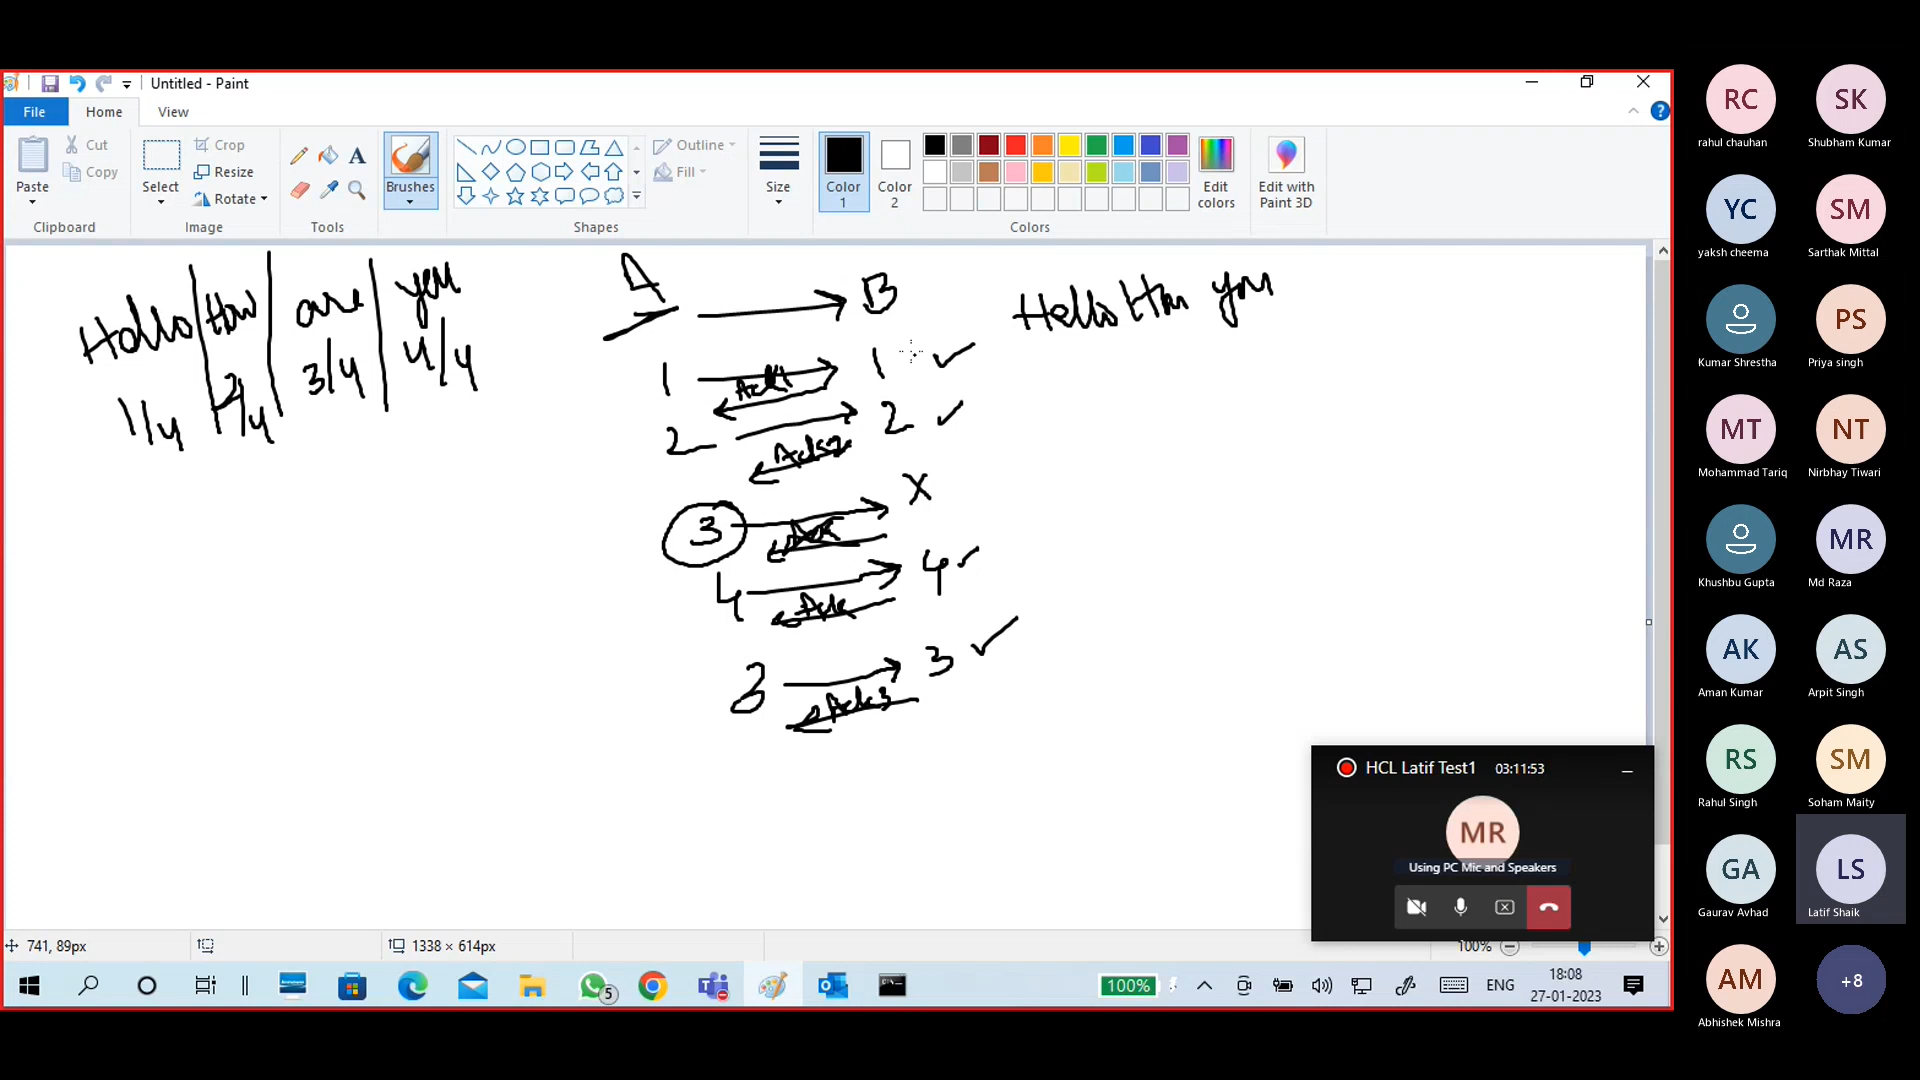 Untitled - Paint
File Home View
Paste
Cut
Copy
Clipboard
Select
Crop
Resize
Rotate
Image
Tools
Brushes
Shapes
Outline
Fill
Size
Color 1
Color 2
Edit colors
Edit with Paint 3D
Colors
Hello How are you
1/4 2/4 3/4 4/4
A B
1 Ack1 1
2 Ack2 2
3 Ack X
4 Ack 4
3 Ack3 3
Hello How you
HCL Latif Test1 03:11:53
MR
Using PC Mic and Speakers
741, 89px
1338 × 614px
100%
5
100%
ENG
18:08
27-01-2023
RC
rahul chauhan
SK
Shubham Kumar
YC
yaksh cheema
SM
Sarthak Mittal
Kumar Shrestha
PS
Priya singh
MT
Mohammad Tariq
NT
Nirbhay Tiwari
Khushbu Gupta
MR
Md Raza
AK
Aman Kumar
AS
Arpit Singh
RS
Rahul Singh
SM
Soham Maity
GA
Gaurav Avhad
LS
Latif Shaik
AM
Abhishek Mishra
+8